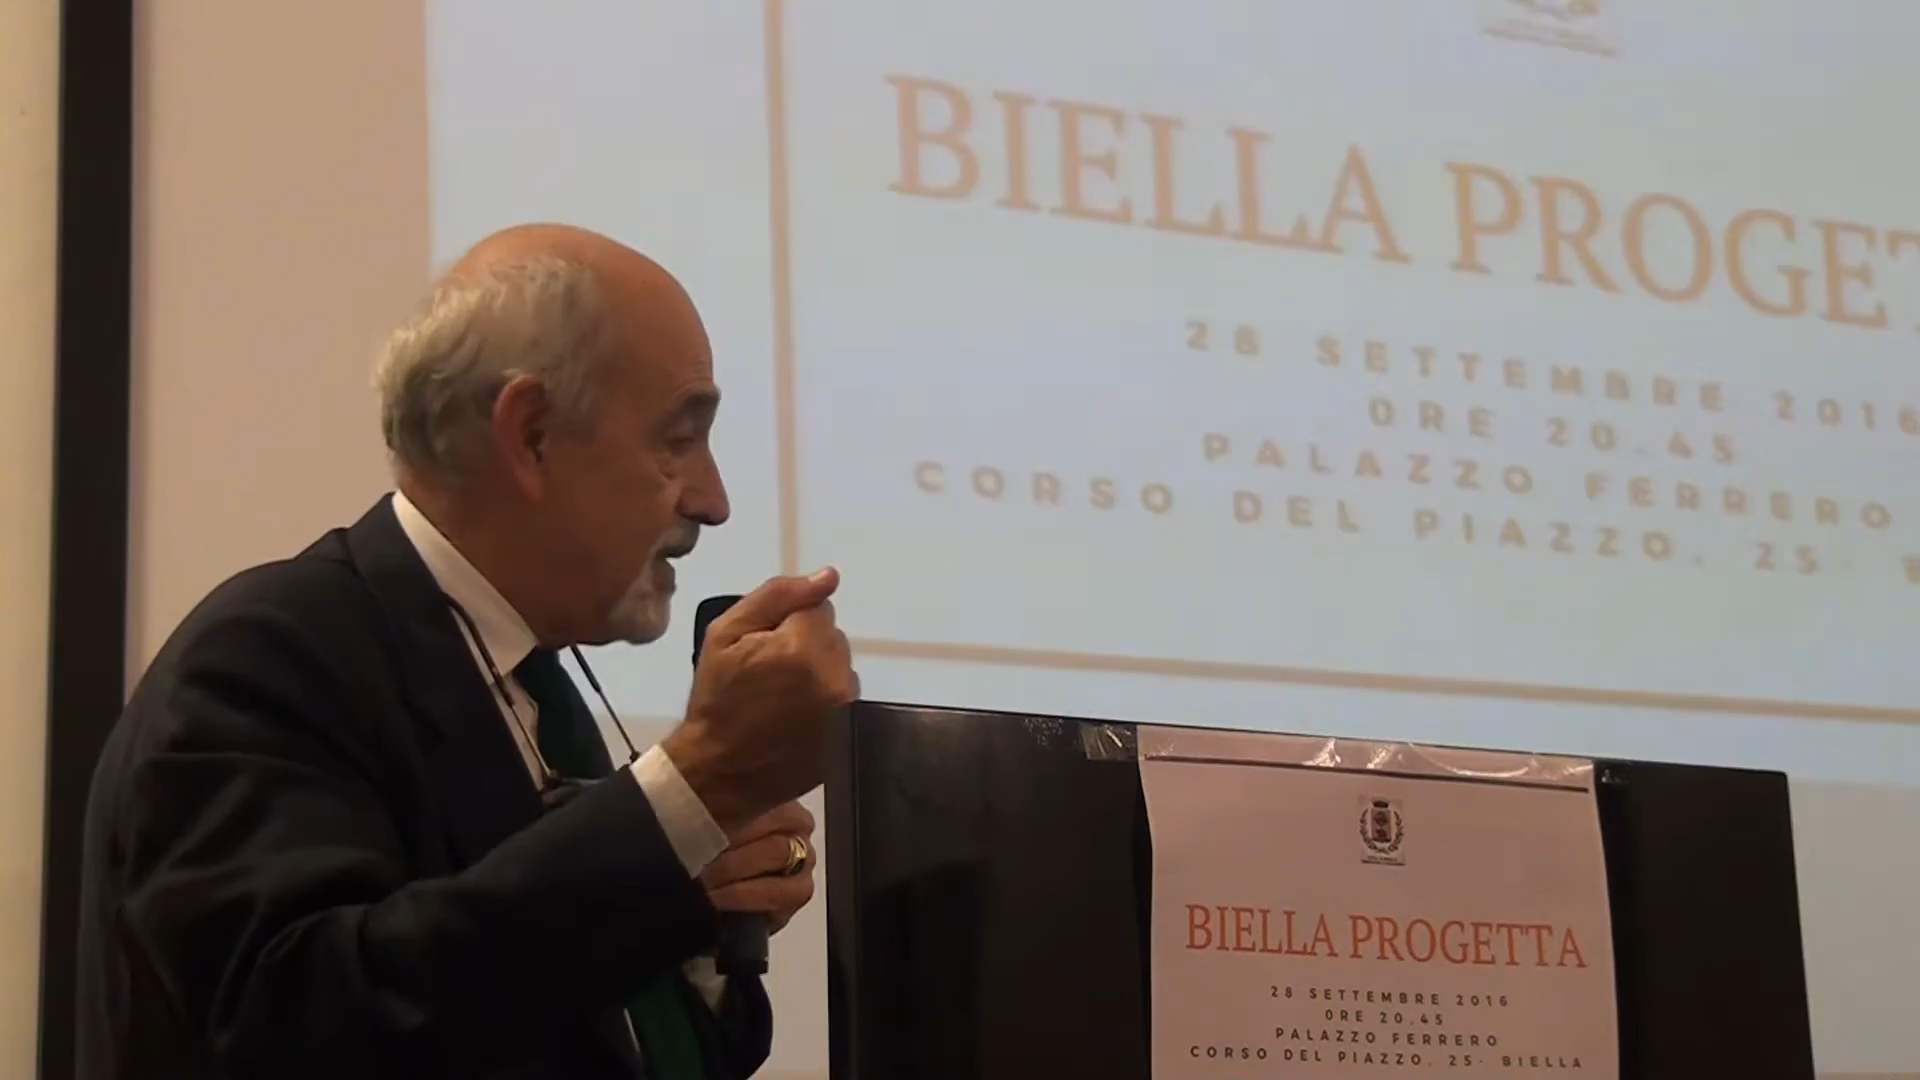 BIELLA PROGET
28 SETTEMBRE 2016
ORE 20.45
PALAZZO FERRERO
CORSO DEL PIAZZO, 25-
BIELLA PROGETTA
28 SETTEMBRE 2016
ORE 20.45
PALAZZO FERRERO
CORSO DEL PIAZZO, 25- BIELLA